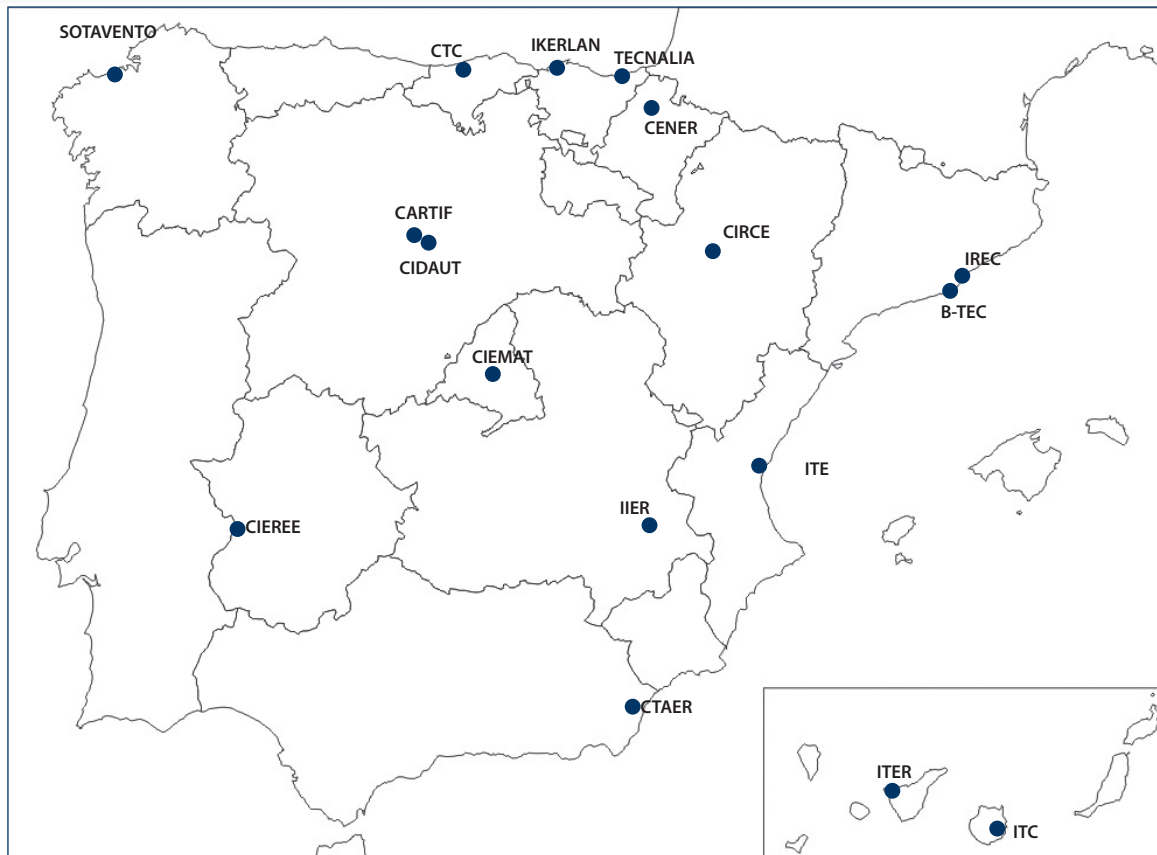 SOTAVENTO
CTC
IKERLAN
TECNALIA
CENER
CARTIF
CIDAUT
CIRCE
IREC
B-TEC
CIEMAT
ITE
IIER
CIEREE
CTAER
ITER
ITC